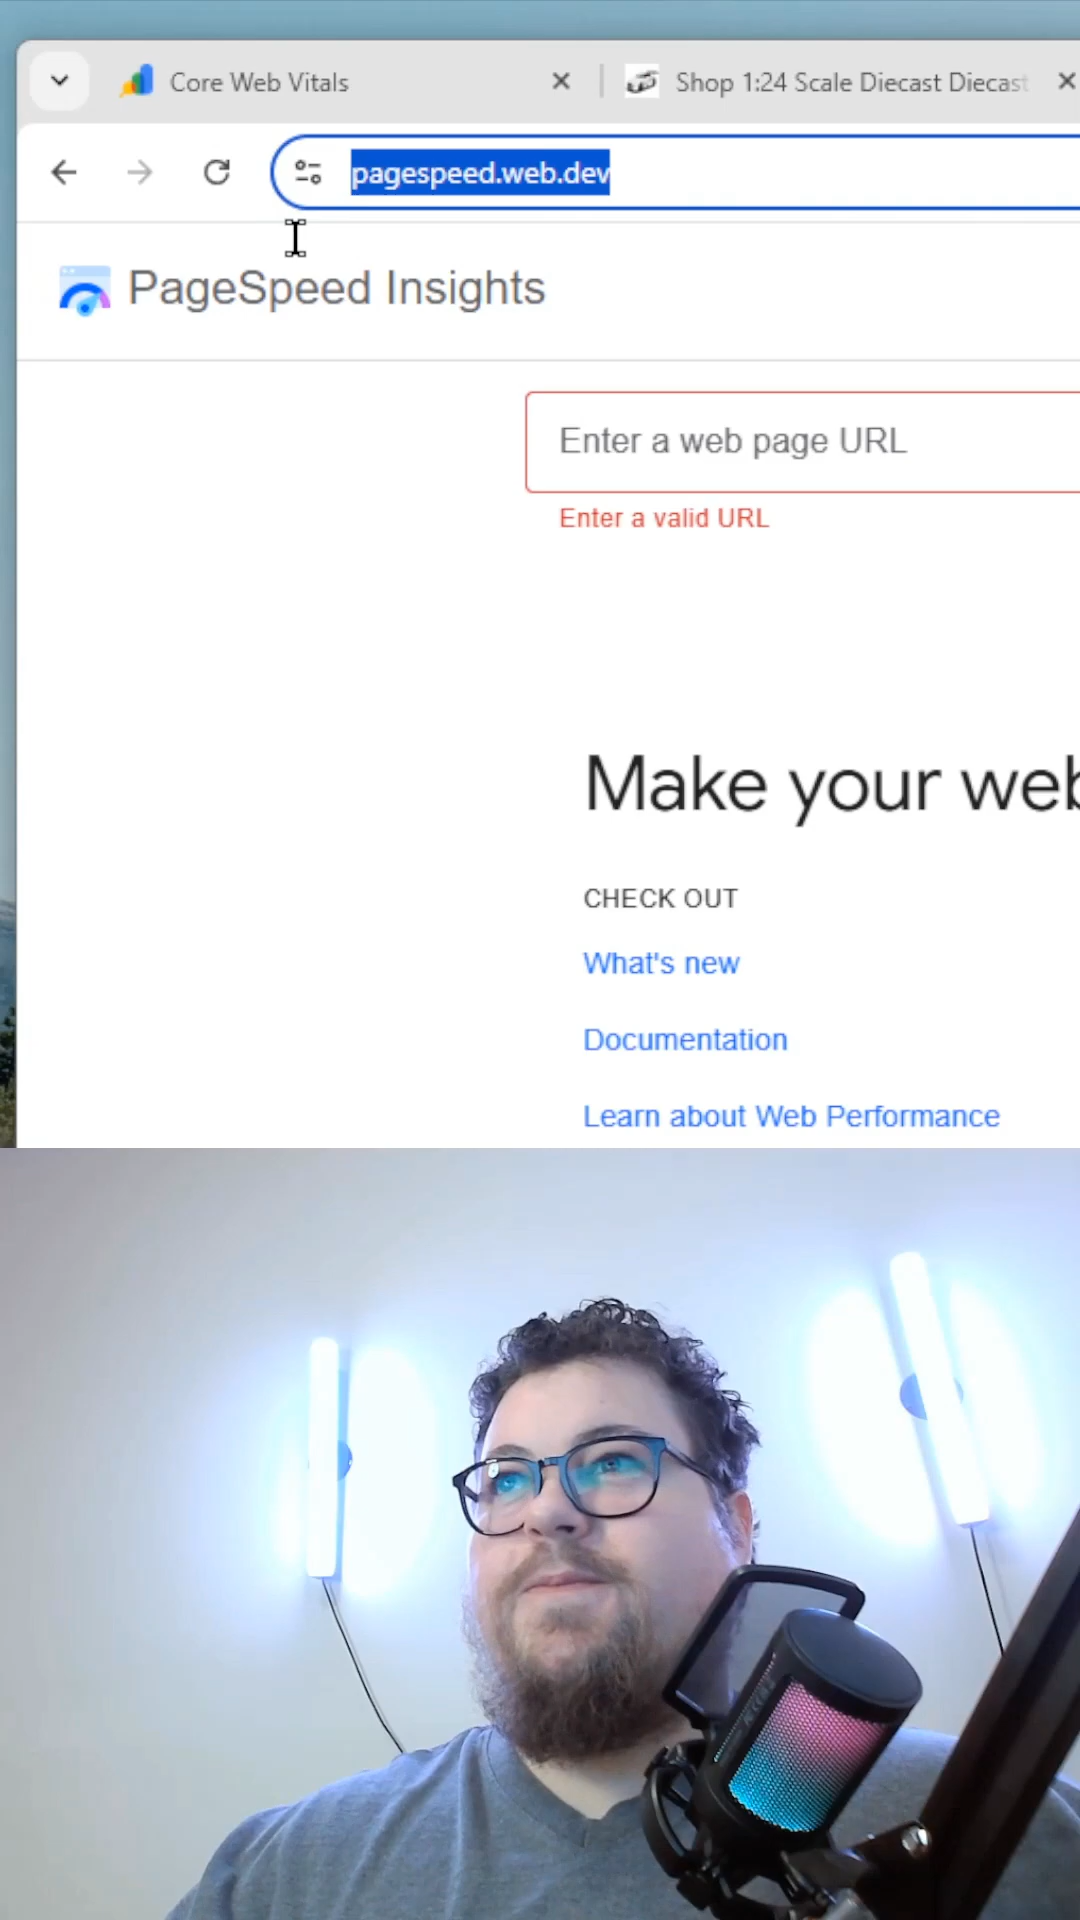 Core Web Vitals
Shop 1:24 Scale Diecast Diecast
pagespeed.web.dev
PageSpeed Insights
Enter a web page URL
Enter a valid URL
Make your web
CHECK OUT
What's new
Documentation
Learn about Web Performance